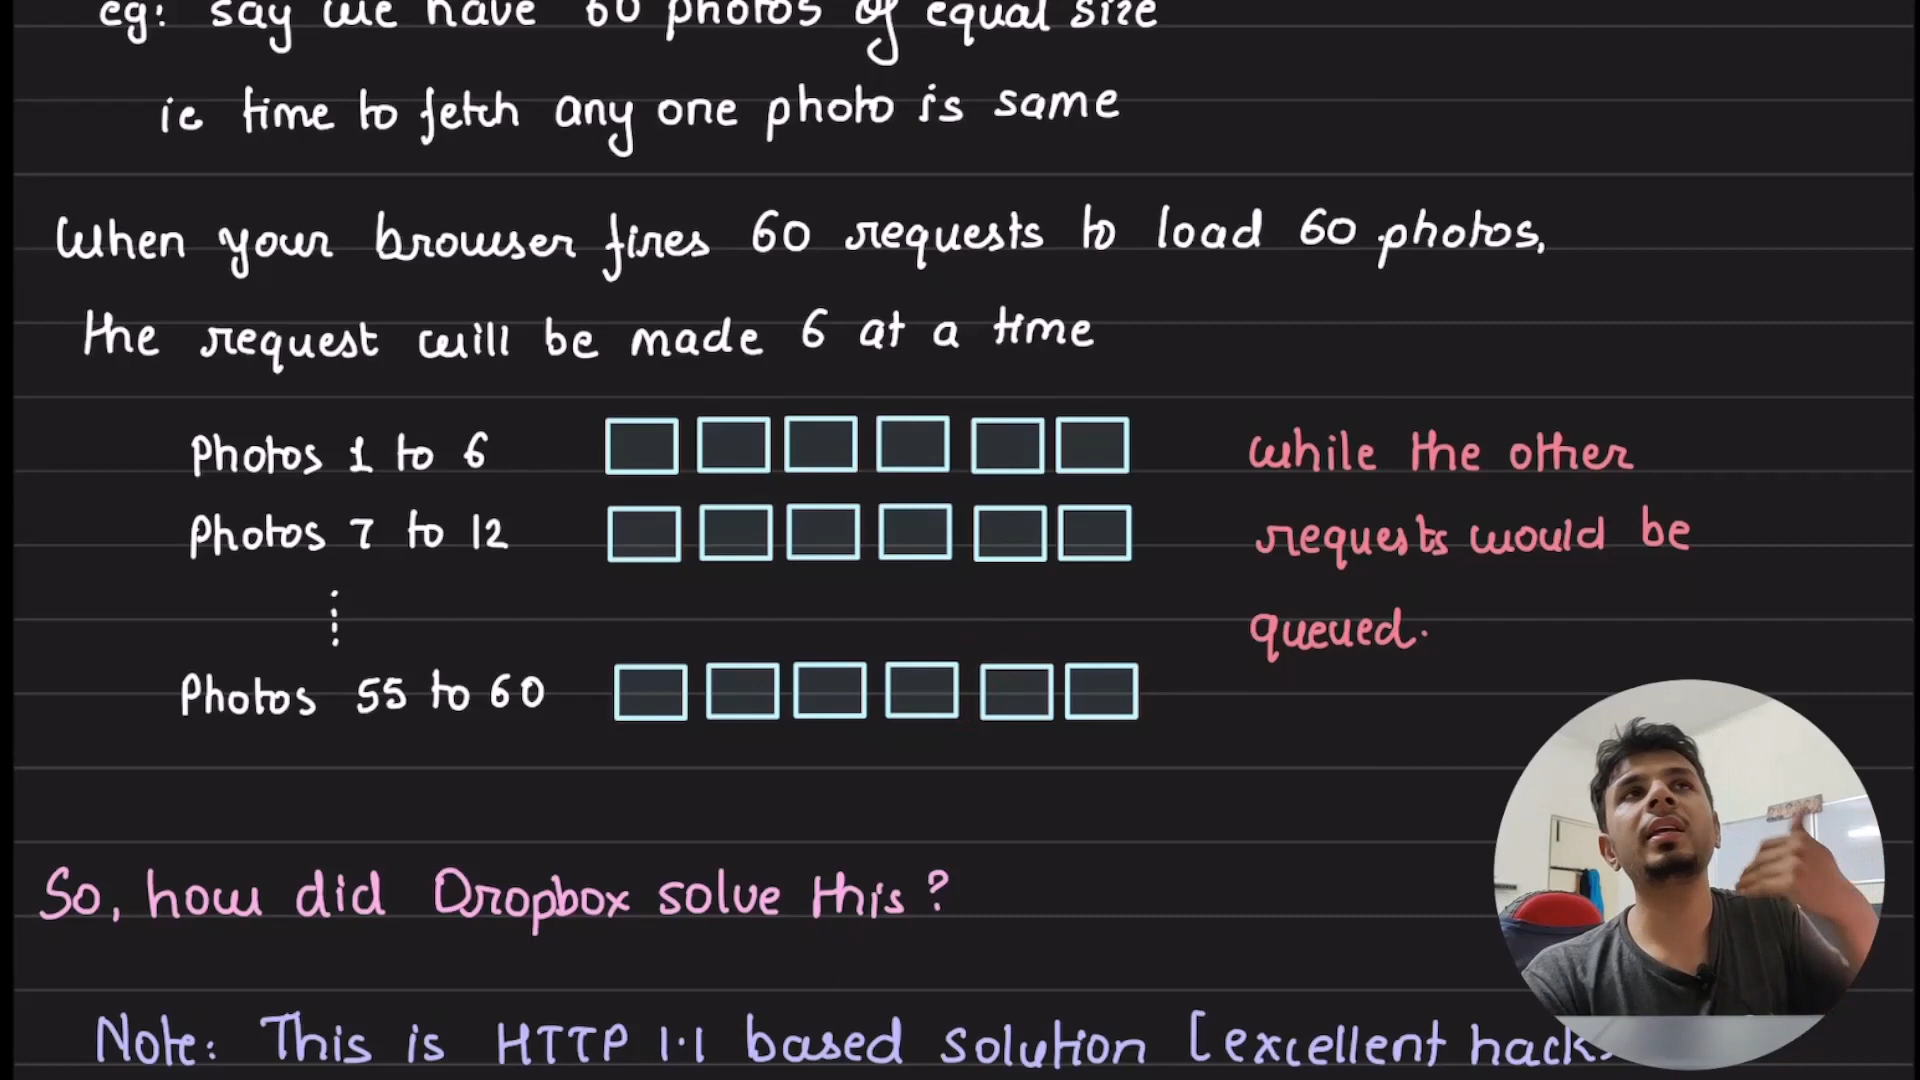 eg: say we have 60 photos of equal size
ie time to fetch any one photo is same
When your browser fires 60 requests to load 60 photos,
the request will be made 6 at a time
Photos 1 to 6
while the other
Photos 7 to 12
requests would be
queued.
Photos 55 to 60
So, how did Dropbox solve this?
Note: This is HTTP 1.1 based solution [excellent hack